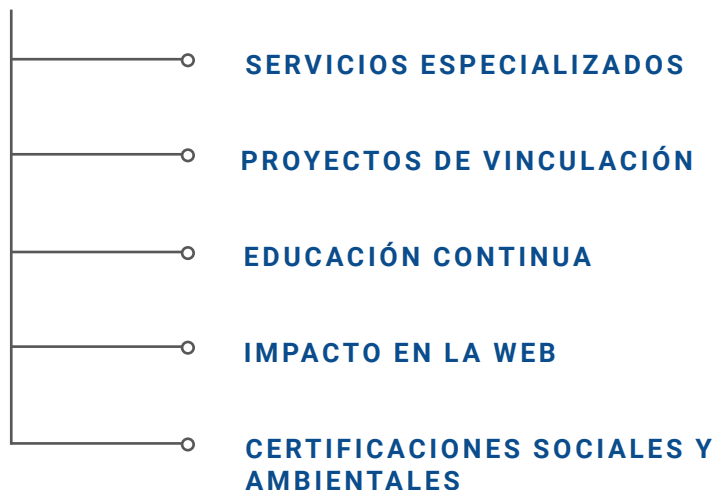 SERVICIOS ESPECIALIZADOS
PROYECTOS DE VINCULACIÓN
EDUCACIÓN CONTINUA
IMPACTO EN LA WEB
CERTIFICACIONES SOCIALES Y
AMBIENTALES